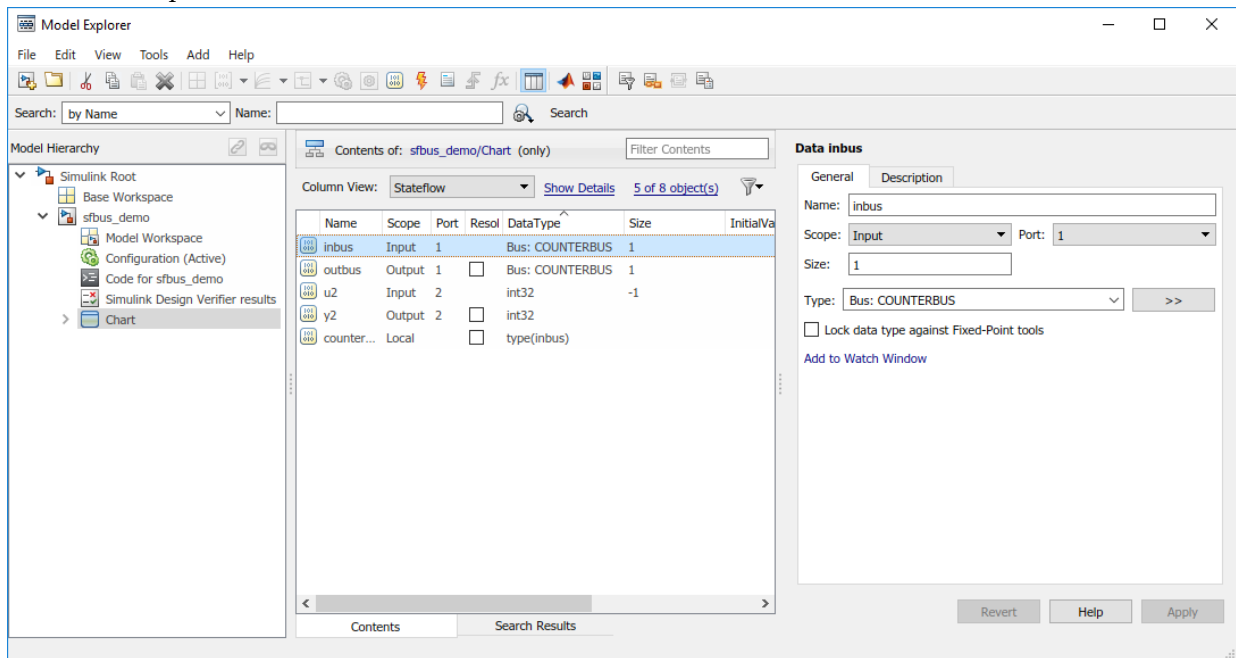 Model Explorer
File Edit View Tools Add Help
Search: by Name Name: Search
Model Hierarchy
Simulink Root
Base Workspace
sfbus_demo
Model Workspace
Configuration (Active)
Code for sfbus_demo
Simulink Design Verifier results
Chart
Contents of: sfbus_demo/Chart (only) Filter Contents
Column View: Stateflow Show Details 5 of 8 object(s)
Name Scope Port Resol DataType Size InitialVa
inbus Input 1 Bus: COUNTERBUS 1
outbus Output 1 Bus: COUNTERBUS 1
u2 Input 2 int32 -1
y2 Output 2 int32
counter... Local type(inbus)
Contents Search Results
Data inbus
General Description
Name: inbus
Scope: Input Port: 1
Size: 1
Type: Bus: COUNTERBUS >>
Lock data type against Fixed-Point tools
Add to Watch Window
Revert Help Apply